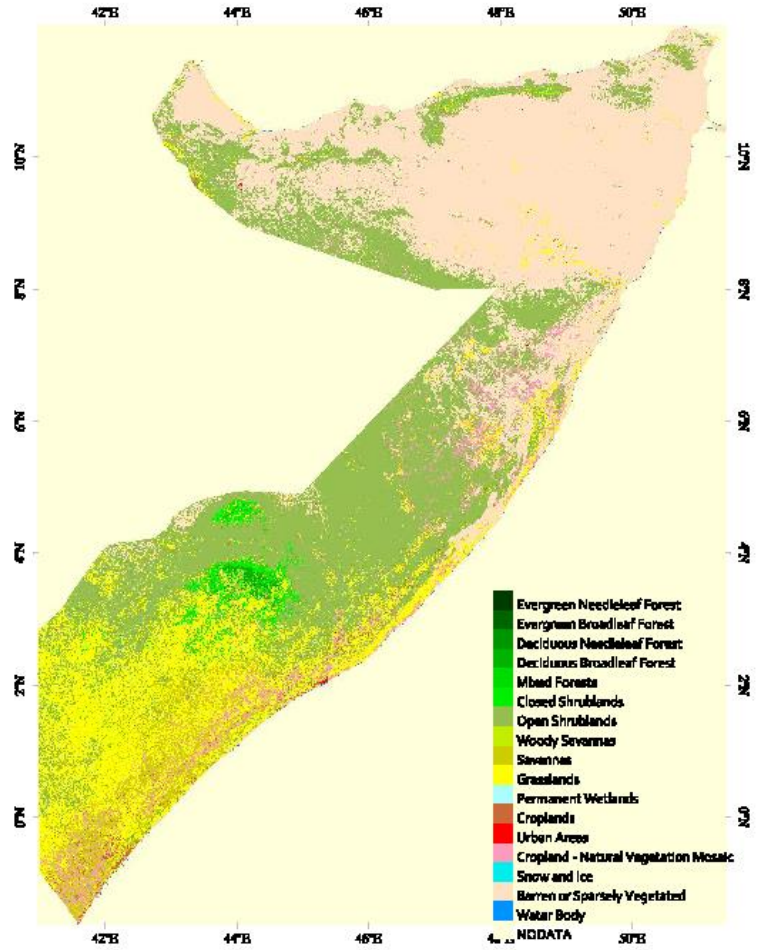 42°E 44°E 46°E 48°E 50°E
10°N 10°N
8°N 8°N
6°N 6°N
4°N 4°N
Evergreen Needleleaf Forest
Evergreen Broadleaf Forest
Deciduous Needleleaf Forest
Deciduous Broadleaf Forest
2°N 2°N
Mixed Forests
Closed Shrublands
Open Shrublands
Woody Savannas
Savannas
Grasslands
Permanent Wetlands
0°N 0°N
Croplands
Urban Areas
Cropland - Natural Vegetation Mosaic
Snow and Ice
Barren or Sparsely Vegetated
Water Body
NODATA
42°E 44°E 46°E 50°E